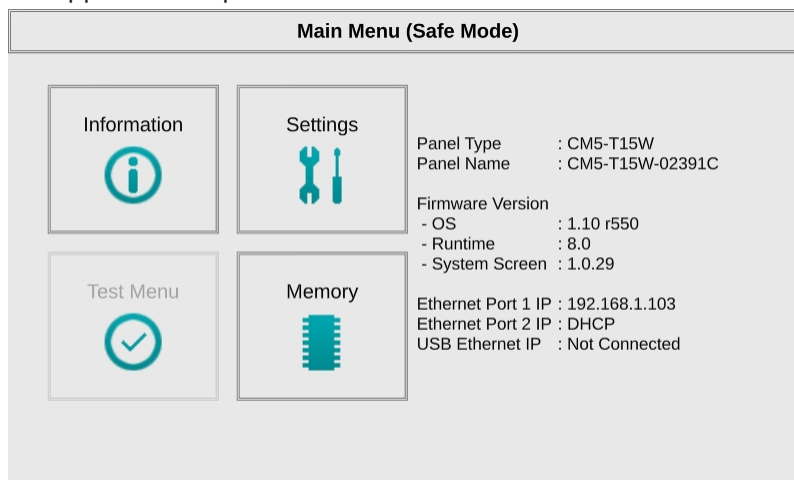 Main Menu (Safe Mode)
Information
Settings
Test Menu
Memory
Panel Type : CM5-T15W
Panel Name : CM5-T15W-02391C
Firmware Version
- OS : 1.10 r550
- Runtime : 8.0
- System Screen : 1.0.29
Ethernet Port 1 IP : 192.168.1.103
Ethernet Port 2 IP : DHCP
USB Ethernet IP : Not Connected